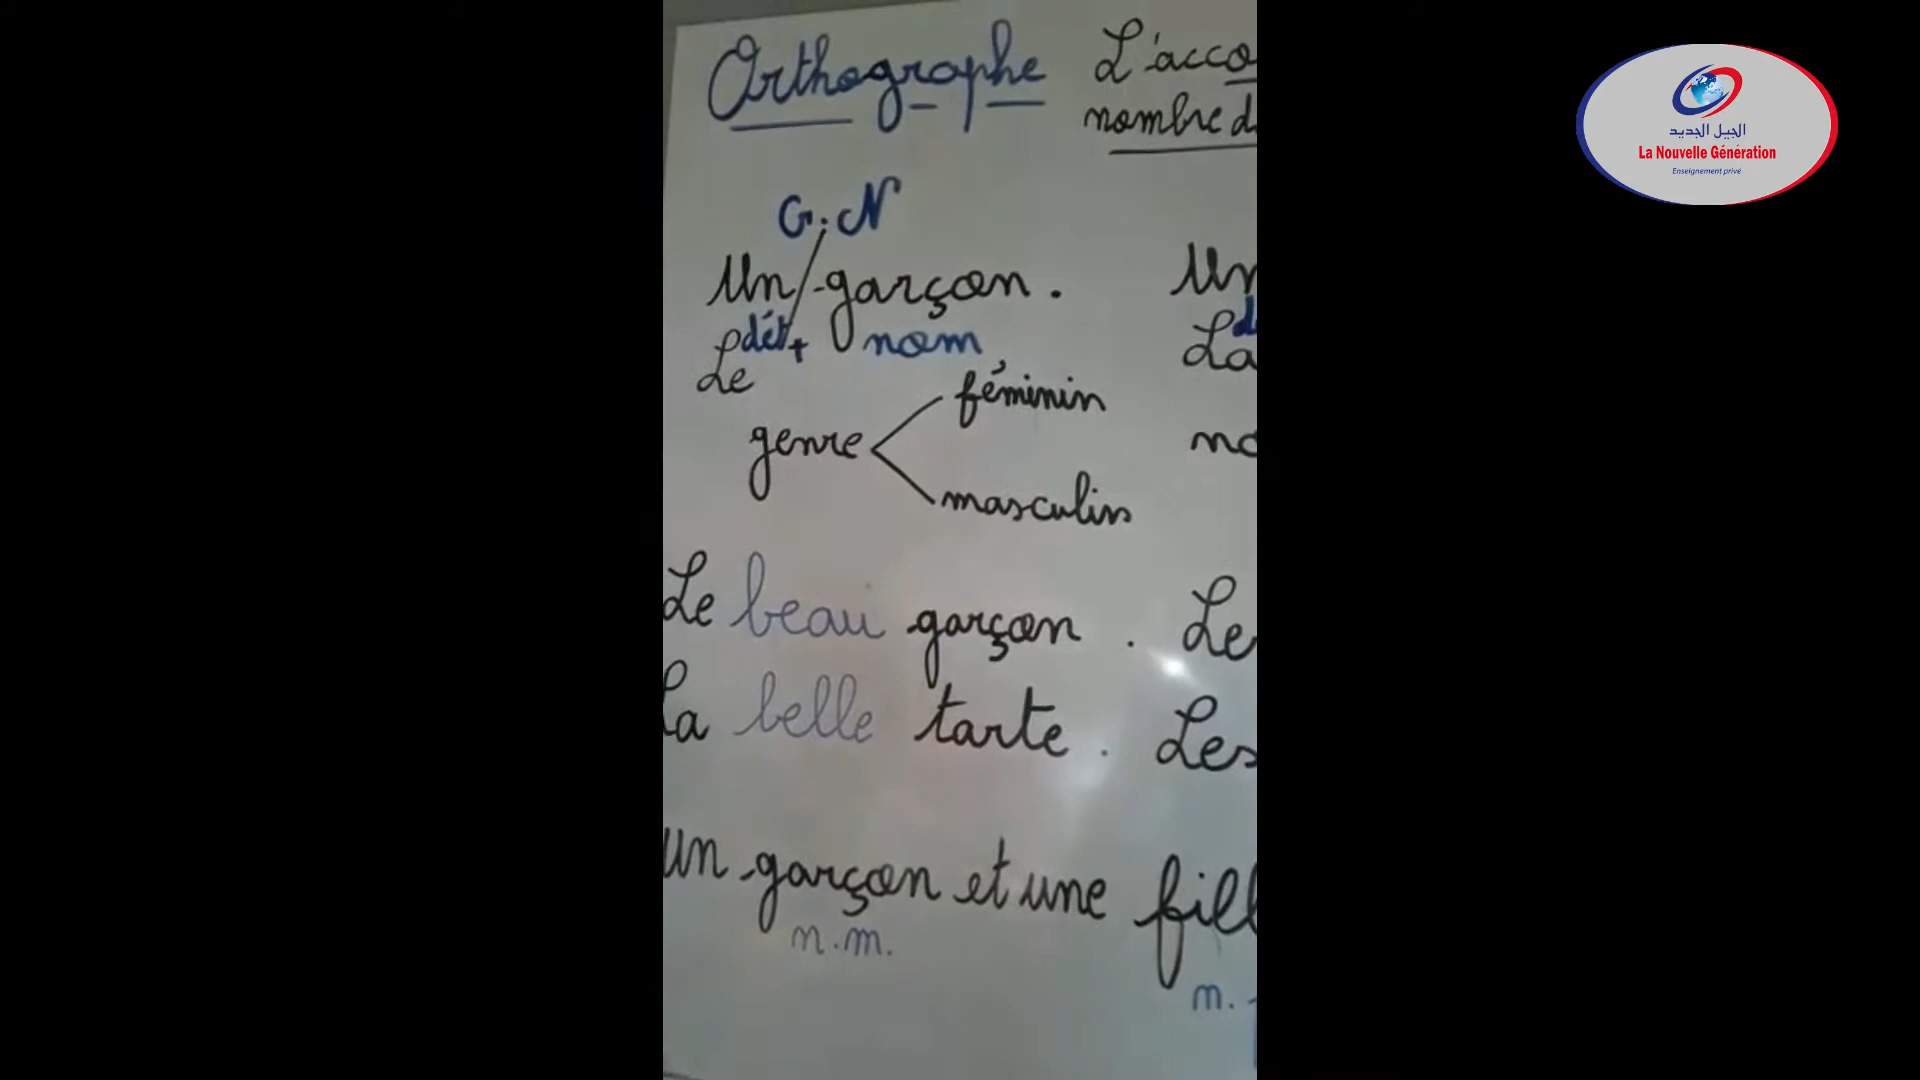 Orthographe L'acco
nombre d
G.N
Un/garçon. Un
dét+ nom
Le La
féminin
genre no
masculin
Le beau garçon. Le
La belle tarte. Les
Un garçon et une fill
n.m.
الجيل الجديد
La Nouvelle Génération
Enseignement privé